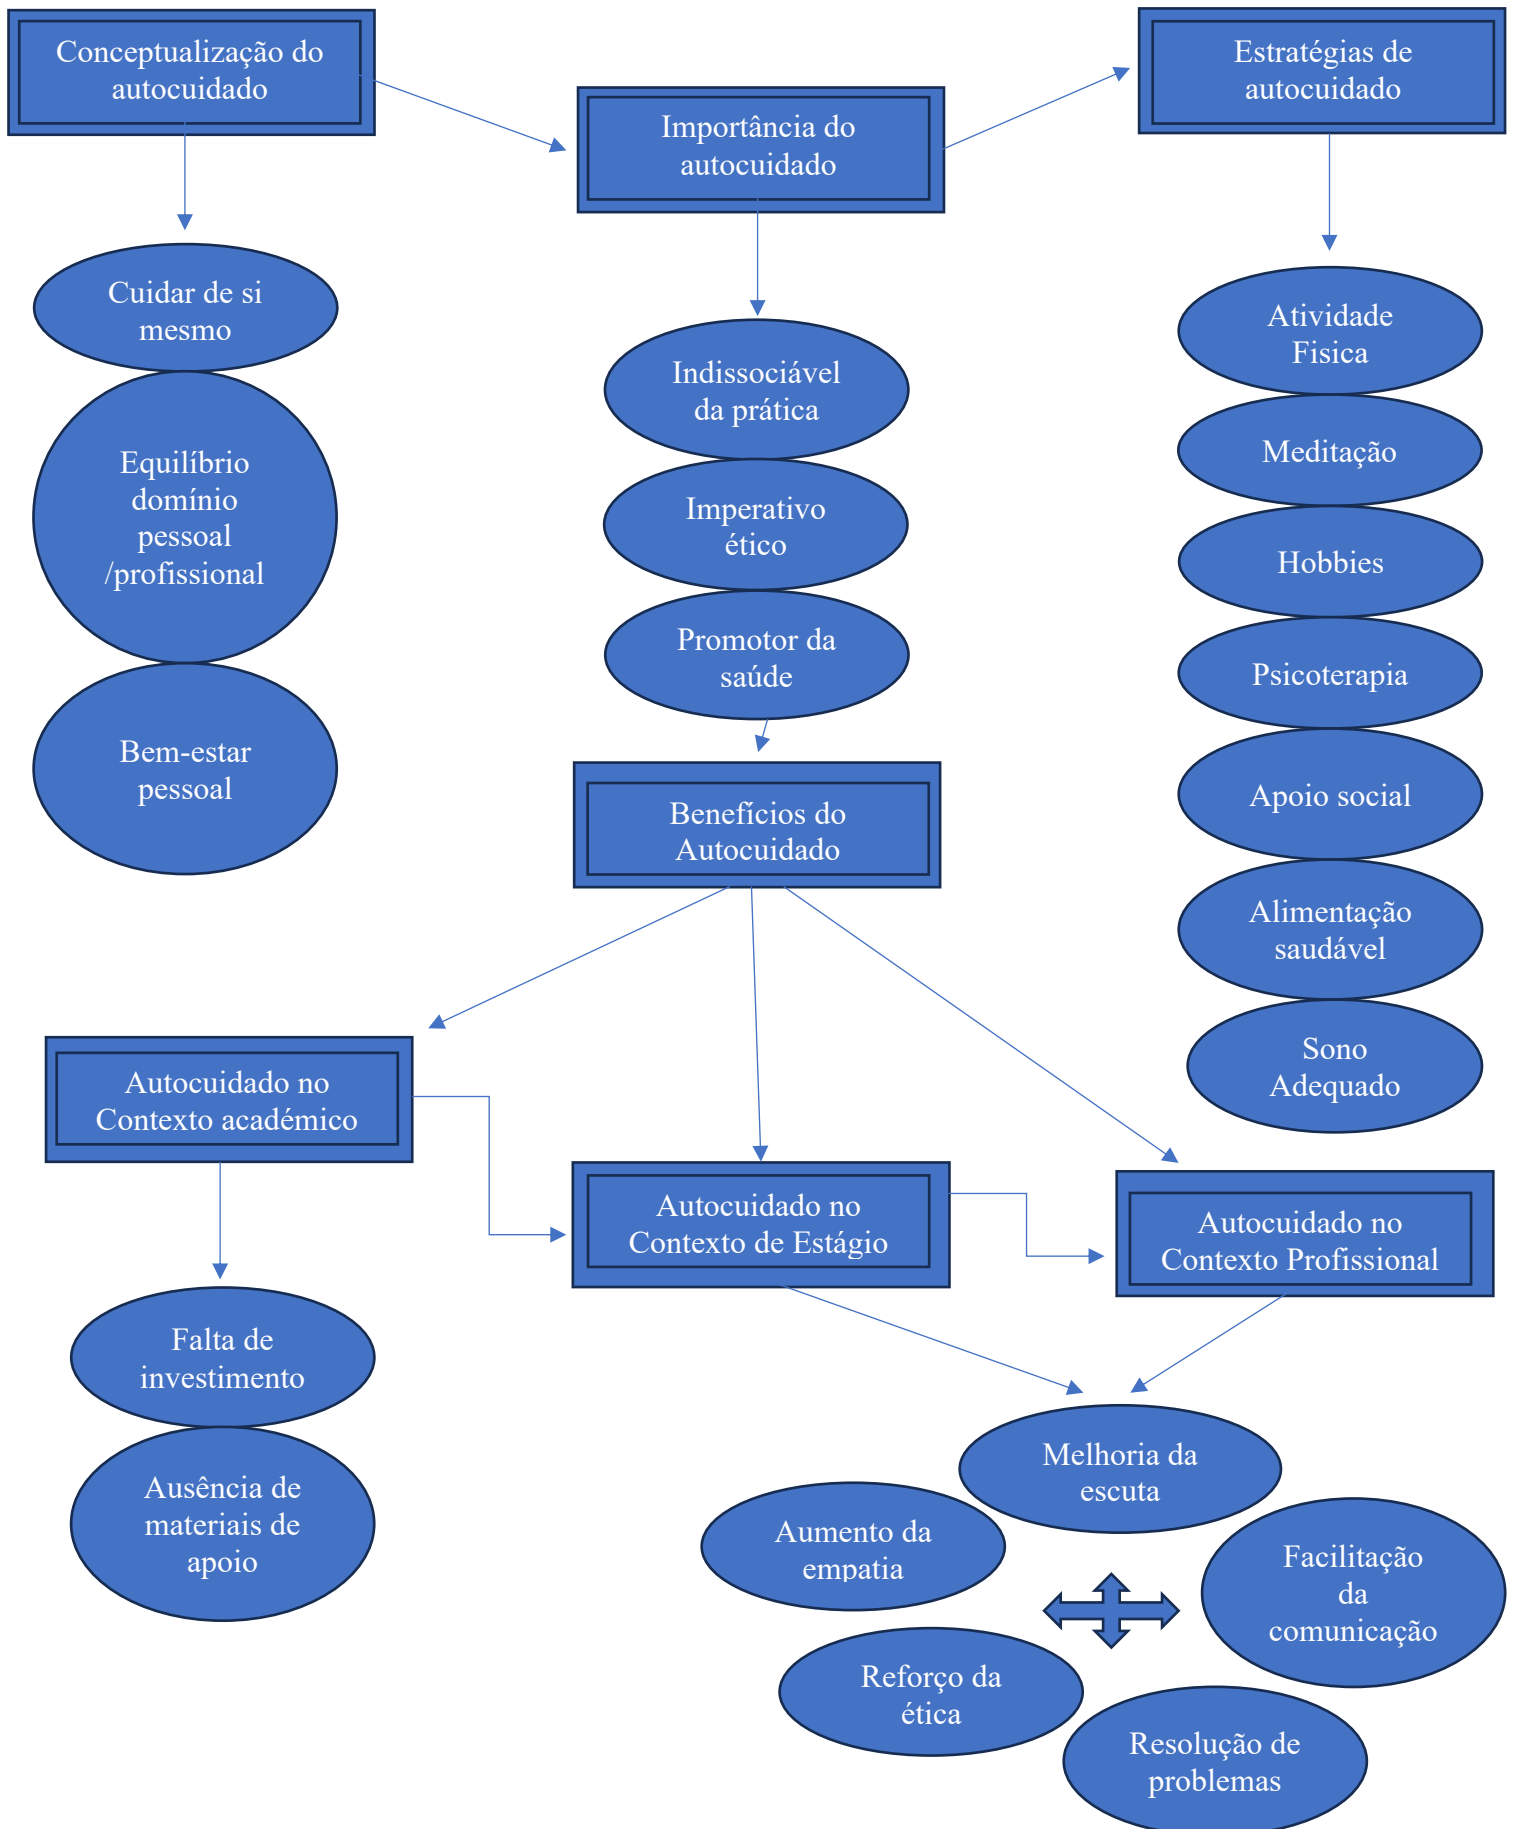 Conceptualização do
autocuidado
Importância do
autocuidado
Estratégias de
autocuidado
Cuidar de si
mesmo
Equilíbrio
domínio
pessoal
/profissional
Bem-estar
pessoal
Indissociável
da prática
Imperativo
ético
Promotor da
saúde
Atividade
Fisica
Meditação
Hobbies
Psicoterapia
Apoio social
Alimentação
saudável
Sono
Adequado
Benefícios do
Autocuidado
Autocuidado no
Contexto académico
Autocuidado no
Contexto de Estágio
Autocuidado no
Contexto Profissional
Falta de
investimento
Ausência de
materiais de
apoio
Melhoria da
escuta
Aumento da
empatia
Facilitação
da
comunicação
Reforço da
ética
Resolução de
problemas